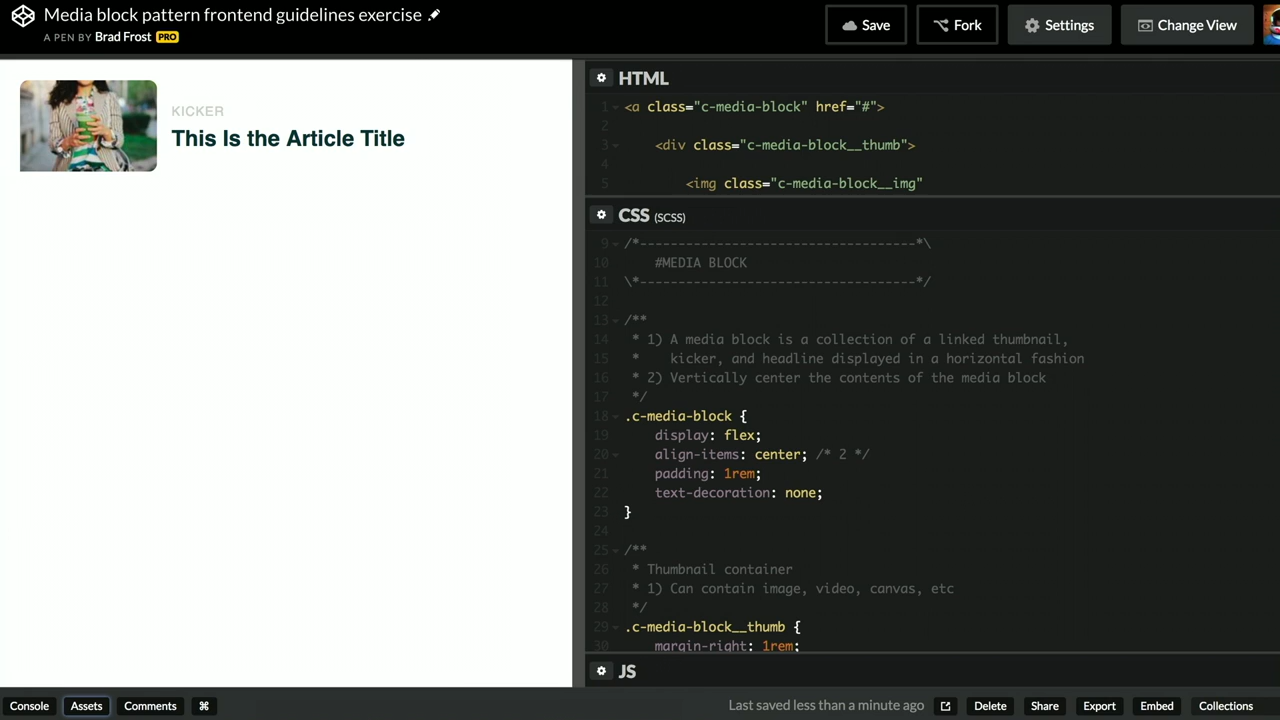 Media block pattern frontend guidelines exercise
A PEN BY Brad Frost PRO
Save
Fork
Settings
Change View
KICKER
This Is the Article Title
HTML
1 <a class="c-media-block" href="#">
2
3 <div class="c-media-block__thumb">
4
5 <img class="c-media-block__img"
CSS (SCSS)
9 /*------------------------------------*\
10 #MEDIA BLOCK
11 \*------------------------------------*/
12
13 /**
14 * 1) A media block is a collection of a linked thumbnail,
15 * kicker, and headline displayed in a horizontal fashion
16 * 2) Vertically center the contents of the media block
17 */
18 .c-media-block {
19 display: flex;
20 align-items: center; /* 2 */
21 padding: 1rem;
22 text-decoration: none;
23 }
24
25 /**
26 * Thumbnail container
27 * 1) Can contain image, video, canvas, etc
28 */
29 .c-media-block__thumb {
30 margin-right: 1rem;
JS
Console
Assets
Comments
⌘
Last saved less than a minute ago
Delete
Share
Export
Embed
Collections